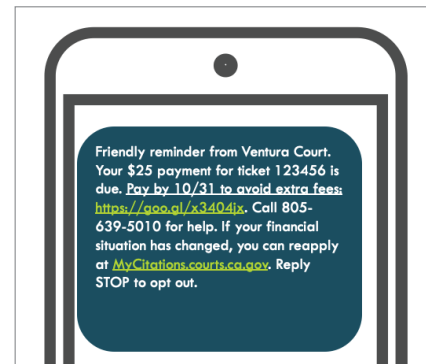 Friendly reminder from Ventura Court.
Your $25 payment for ticket 123456 is
due. Pay by 10/31 to avoid extra fees:
https://goo.gl/x3404jx. Call 805-
639-5010 for help. If your financial
situation has changed, you can reapply
at MyCitations.courts.ca.gov. Reply
STOP to opt out.